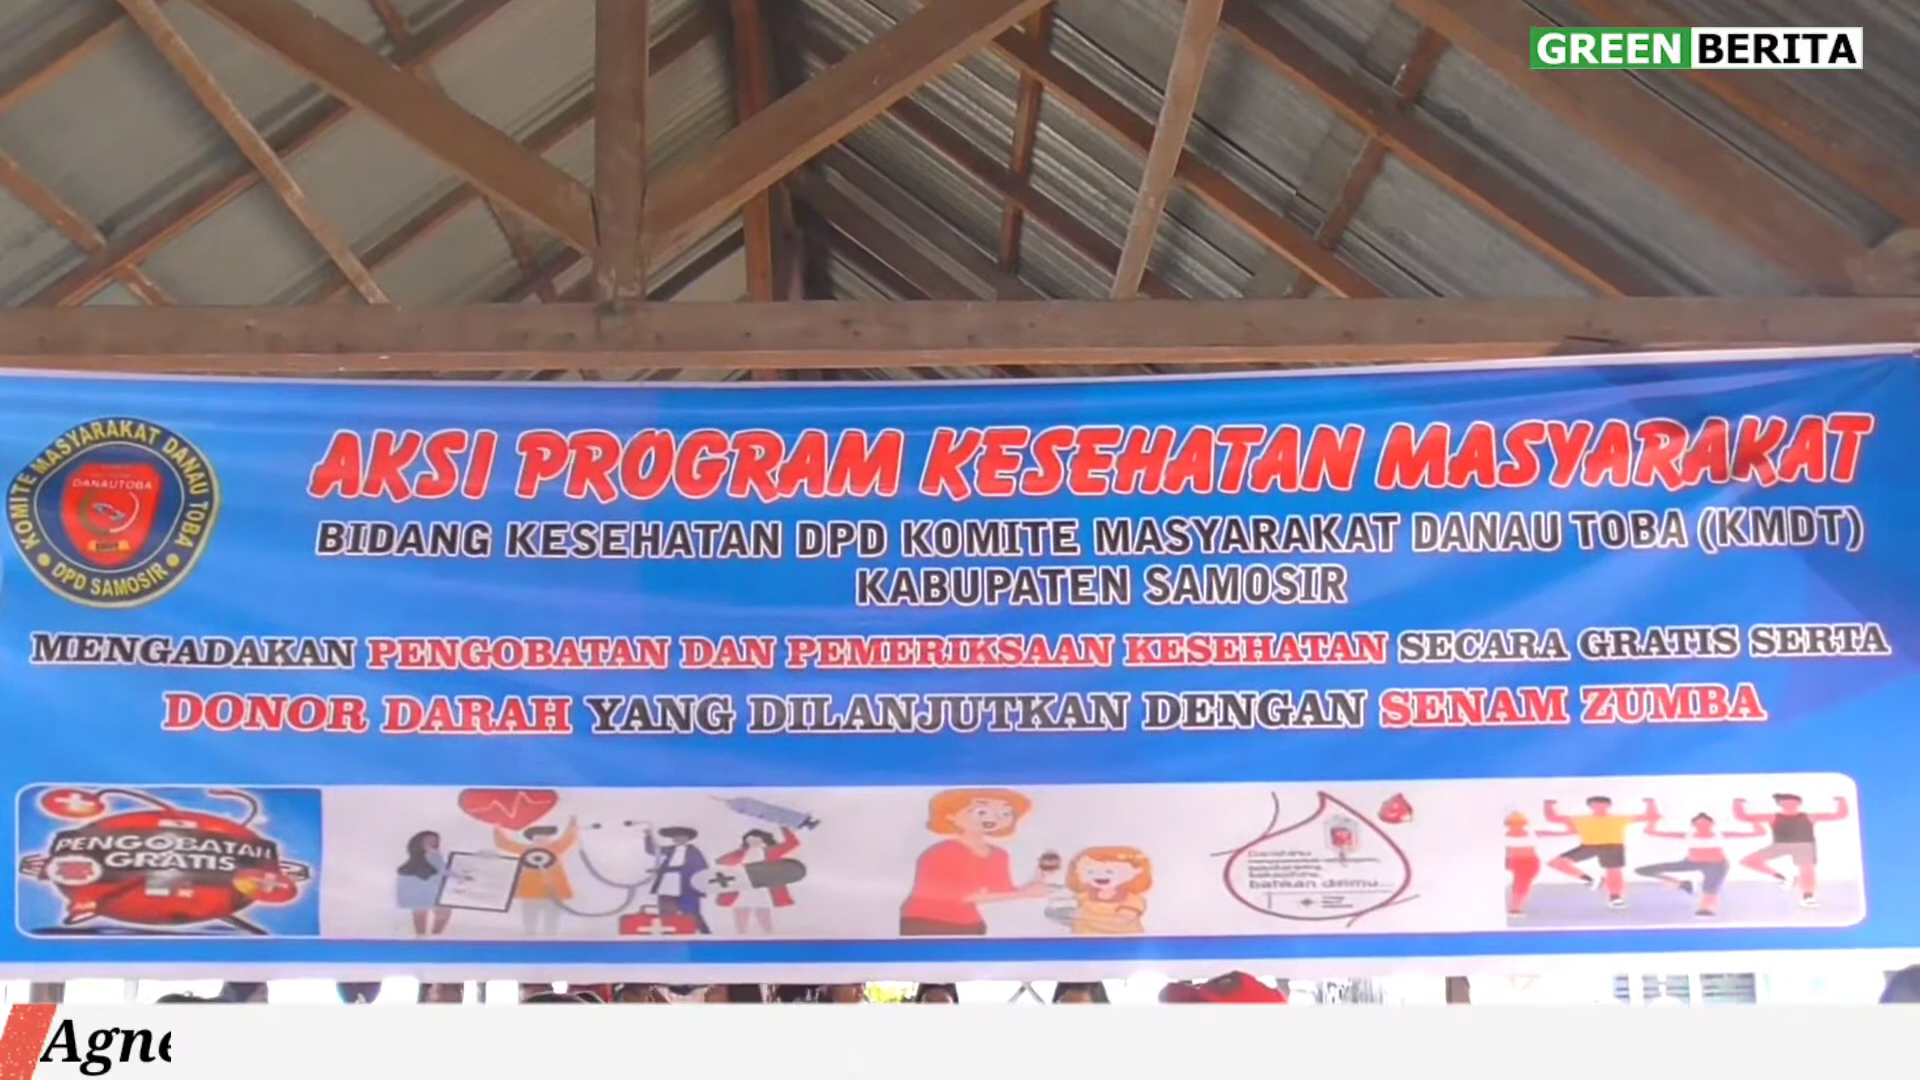 GREEN BERITA
AKSI PROGRAM KESEHATAN MASYARAKAT
BIDANG KESEHATAN DPD KOMITE MASYARAKAT DANAU TOBA (KMDT)
KABUPATEN SAMOSIR
KOMITE MASYARAKAT DANAU TOBA
DANAUTOBA
• DPD SAMOSIR •
MENGADAKAN PENGOBATAN DAN PEMERIKSAAN KESEHATAN SECARA GRATIS SERTA
DONOR DARAH YANG DILANJUTKAN DENGAN SENAM ZUMBA
PENGOBATAN
GRATIS
bahkan dirimu...
Agne